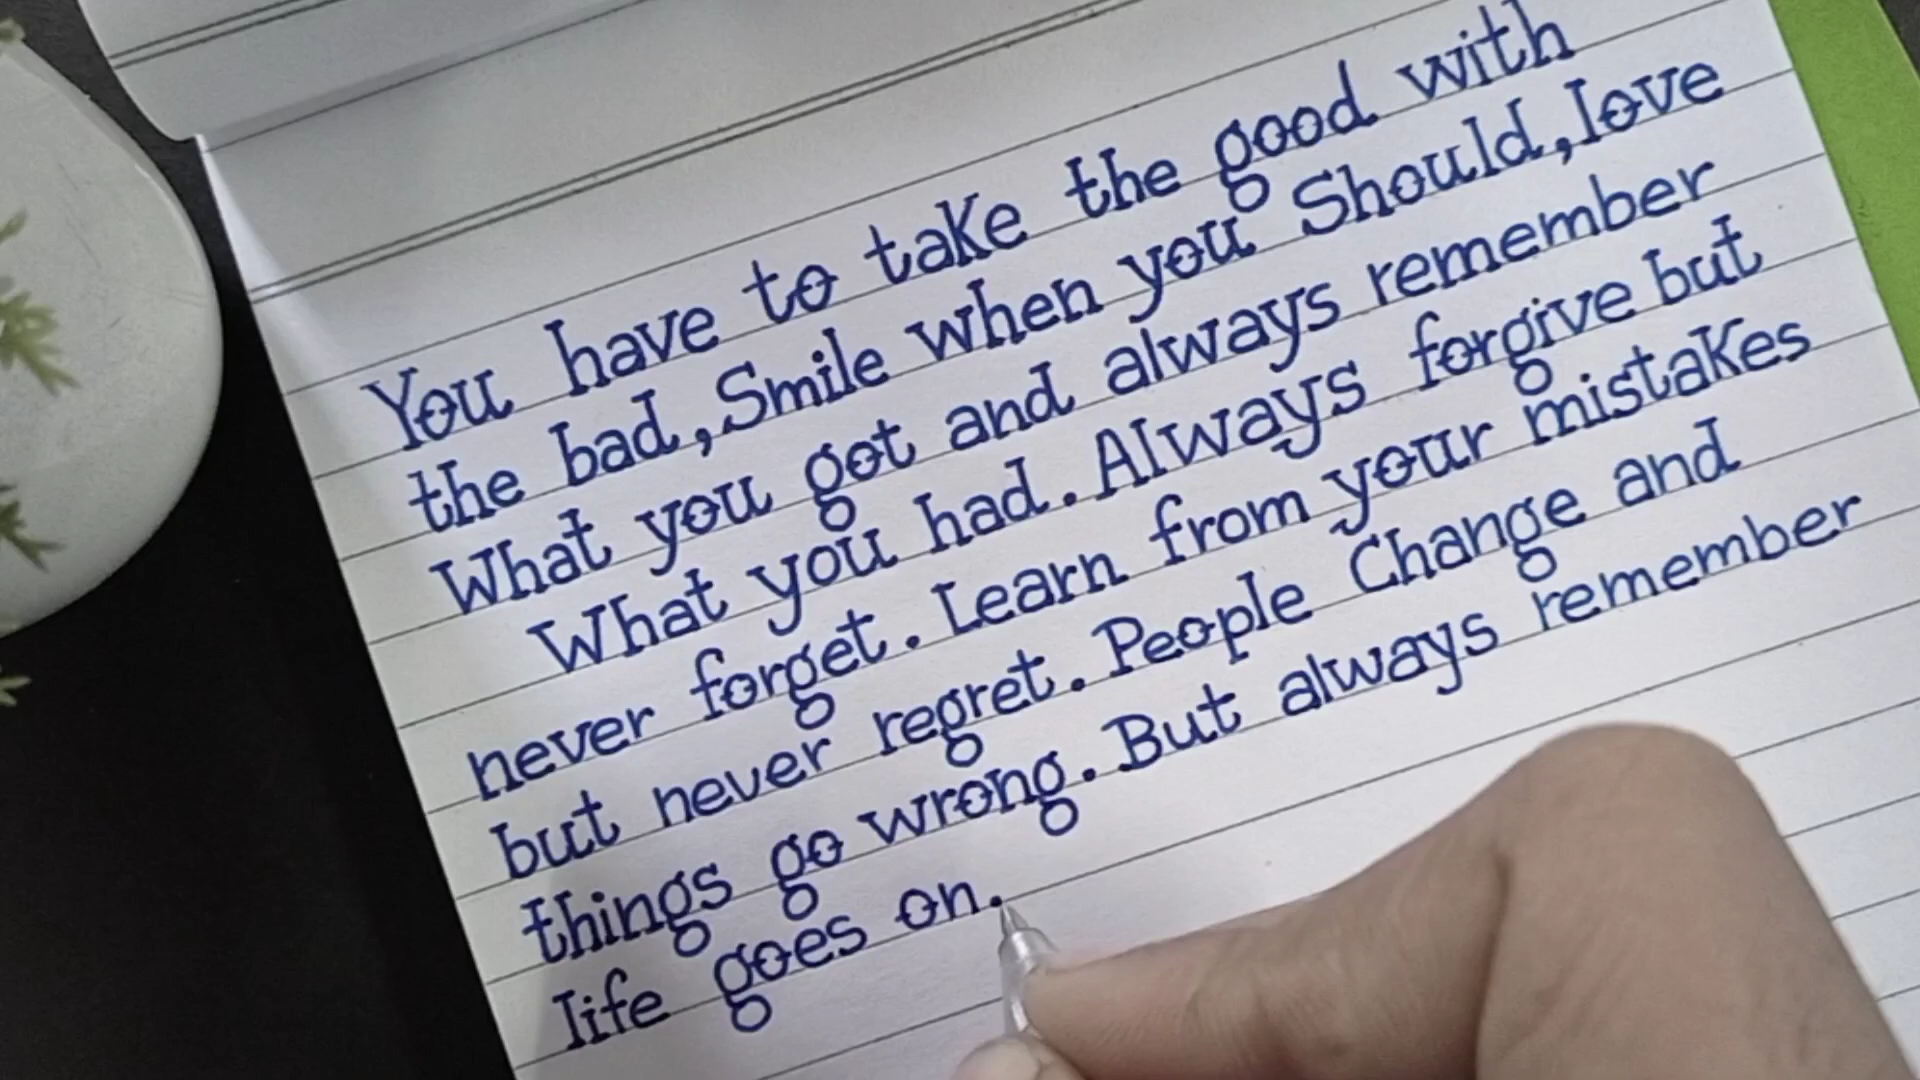 You have to take the good with
the bad, Smile when you Should, love
What you got and always remember
What you had. Always forgive but
never forget. Learn from your mistakes
but never regret. People Change and
things go wrong. But always remember
life goes on.